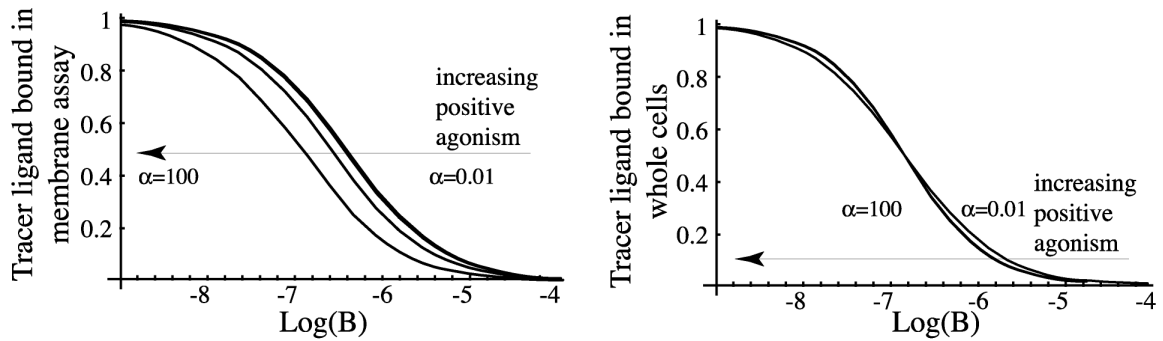 Tracer ligand bound in
membrane assay
1
0.8
0.6
0.4
0.2
increasing
positive
agonism
α=100
α=0.01
-8
-7
-6
-5
-4
Log(B)
Tracer ligand bound in
whole cells
1
0.8
0.6
0.4
0.2
α=100
α=0.01
increasing
positive
agonism
-8
-7
-6
-5
-4
Log(B)